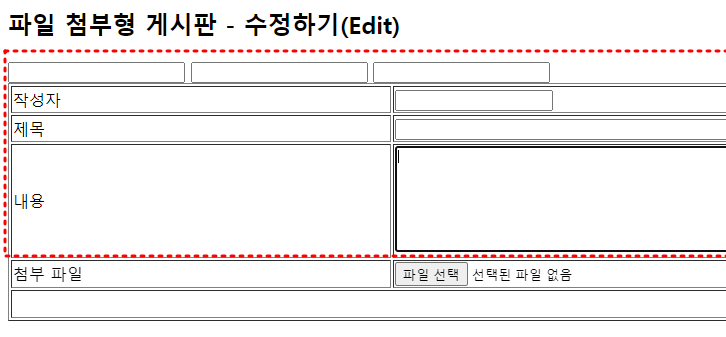 파일 첨부형 게시판 - 수정하기(Edit)
작성자
제목
내용
첨부 파일 파일 선택 선택된 파일 없음